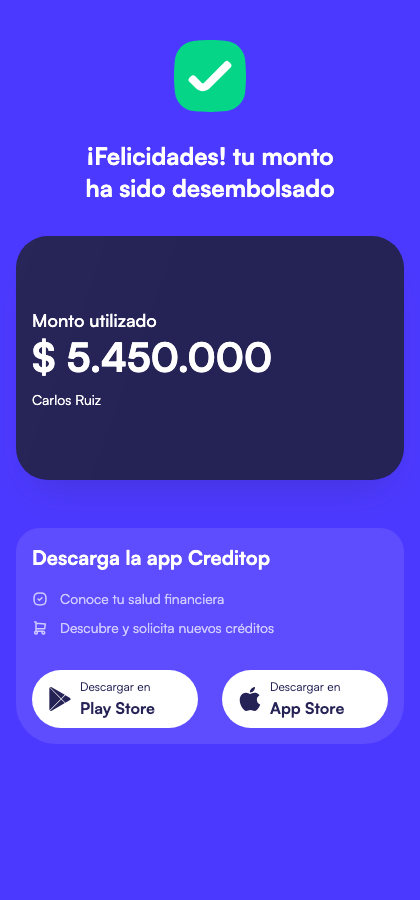 ¡Felicidades! tu monto
ha sido desembolsado
Monto utilizado
$ 5.450.000
Carlos Ruiz
Descarga la app Creditop
Conoce tu salud financiera
Descubre y solicita nuevos créditos
Descargar en
Play Store
Descargar en
App Store